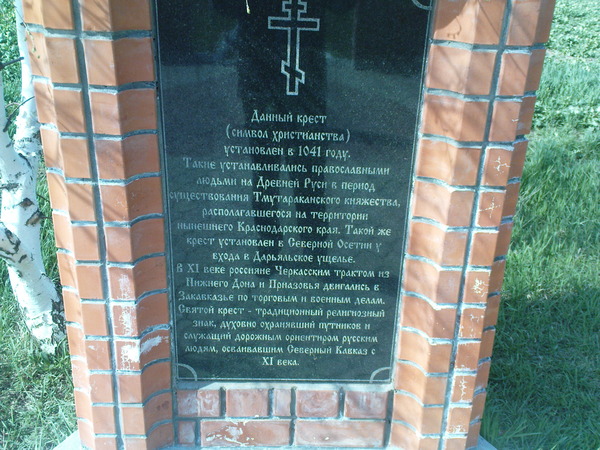 Данный крест
(символ христианства)
установлен в 1041 году.
Такие устанавливались православными
людьми на Древней Руси в период
существования Тмутараканского княжества,
располагавшегося на территории
нынешнего Краснодарского края. Такой же
крест установлен в Северной Осетии у
входа в Дарьяльское ущелье.
В XI веке россияне Черкасским трактом из
Нижнего Дона и Приазовья двигались в
Закавказье по торговым и военным делам.
Святой крест - традиционный религиозный
знак, духовно охранявший путников и
служащий дорожным ориентиром русским
людям, осваивавшим Северный Кавказ с
XI века.